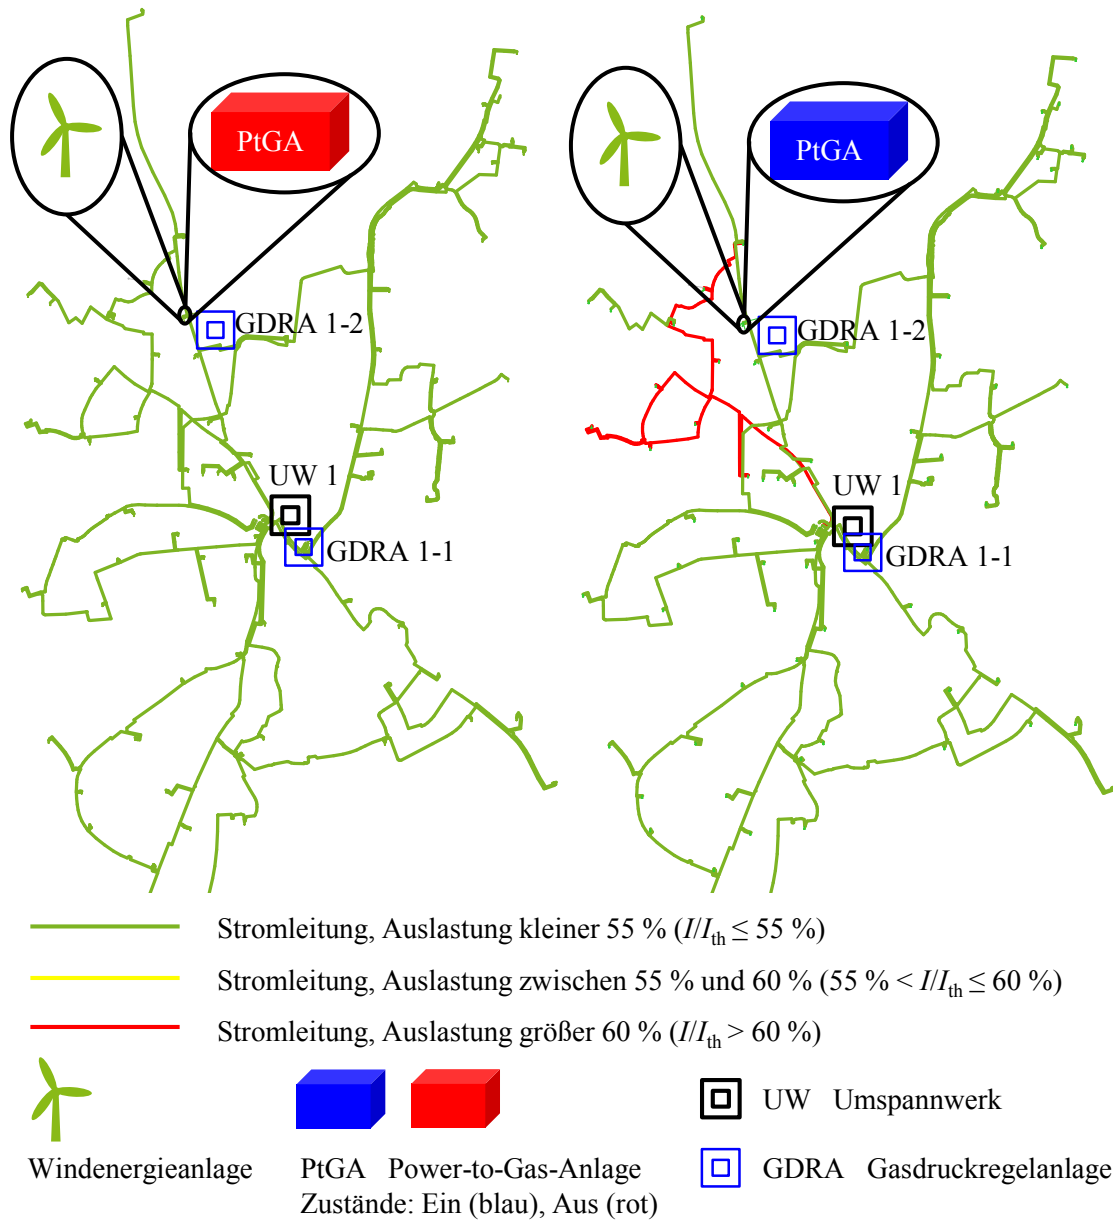 PtGA
PtGA
GDRA 1-2
GDRA 1-2
UW 1
UW 1
GDRA 1-1
GDRA 1-1
Stromleitung, Auslastung kleiner 55 % (I/Ith ≤ 55 %)
Stromleitung, Auslastung zwischen 55 % und 60 % (55 % < I/Ith ≤ 60 %)
Stromleitung, Auslastung größer 60 % (I/Ith > 60 %)
UW Umspannwerk
Windenergieanlage
PtGA Power-to-Gas-Anlage
Zustände: Ein (blau), Aus (rot)
GDRA Gasdruckregelanlage